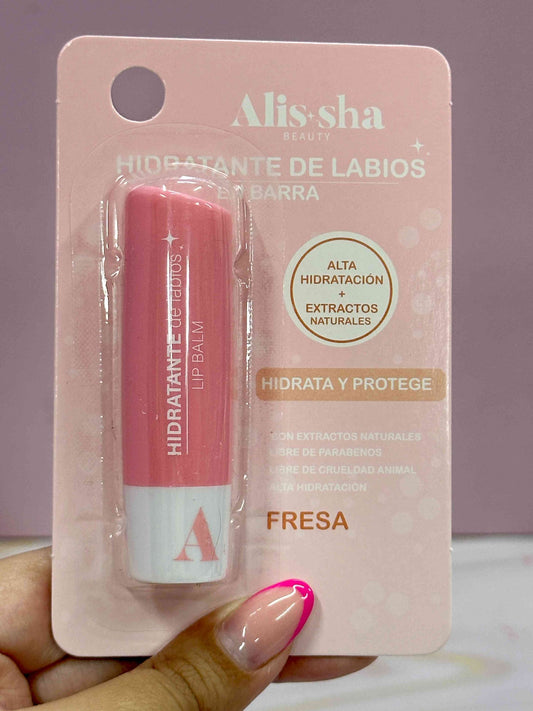 Alis sha
BEAUTY
HIDRATANTE DE LABIOS
EN BARRA
ALTA
HIDRATACIÓN
+
EXTRACTOS
NATURALES
HIDRATA Y PROTEGE
CON EXTRACTOS NATURALES
LIBRE DE PARABENOS
LIBRE DE CRUELDAD ANIMAL
ALTA HIDRATACIÓN
FRESA
HIDRATANTE de labios
LIP BALM
A